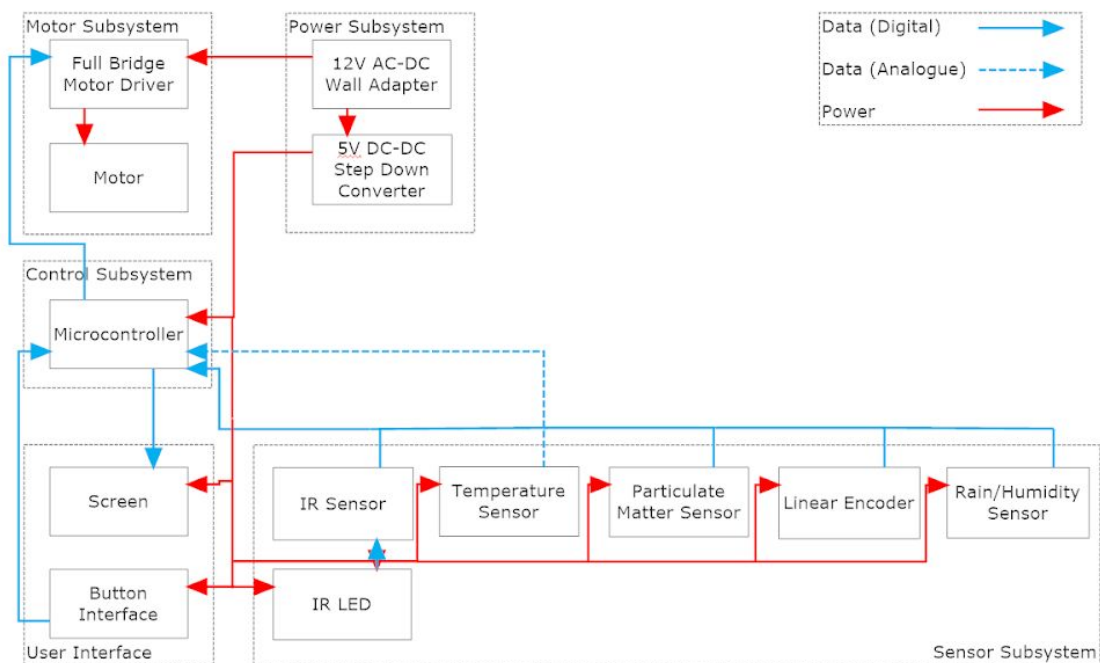 Motor Subsystem
Full Bridge
Motor Driver
Motor
Power Subsystem
12V AC-DC
Wall Adapter
5V DC-DC
Step Down
Converter
Data (Digital)
Data (Analogue)
Power
Control Subsystem
Microcontroller
Screen
Button
Interface
User Interface
IR Sensor
Temperature
Sensor
Particulate
Matter Sensor
Linear Encoder
Rain/Humidity
Sensor
IR LED
Sensor Subsystem